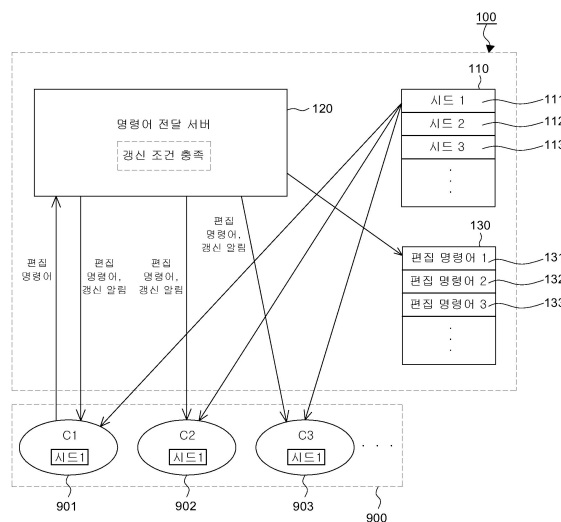 100
110
시드 1
111
시드 2
112
시드 3
113
120
명령어 전달 서버
갱신 조건 충족
130
편집 명령어 1
131
편집 명령어 2
132
편집 명령어 3
133
편집
명령어
편집
명령어,
갱신 알림
편집
명령어,
갱신 알림
편집
명령어,
갱신 알림
C1
시드1
C2
시드1
C3
시드1
901
902
903
900